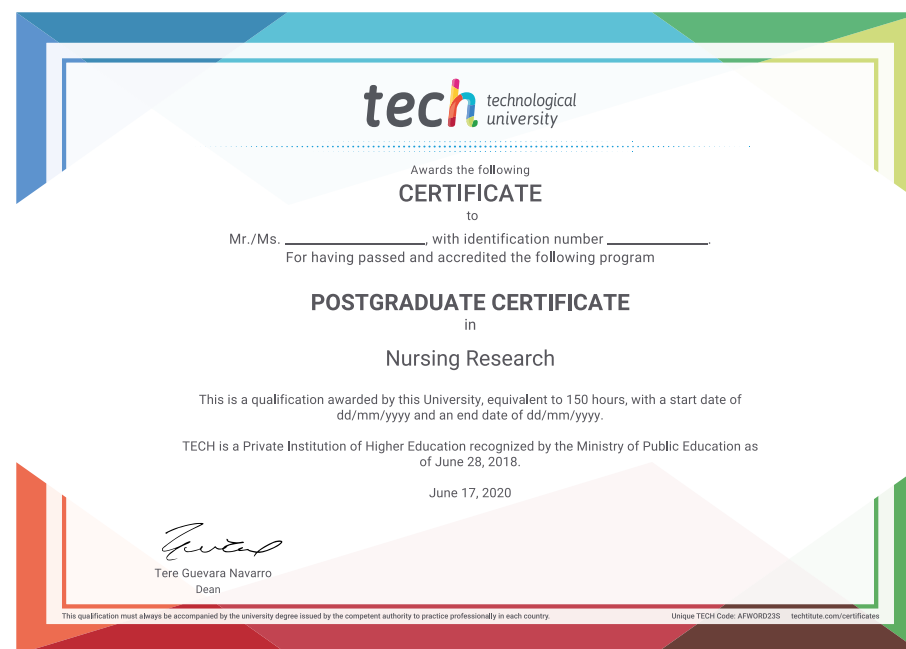 tech technological
university
Awards the following
CERTIFICATE
to
Mr./Ms. ____________________, with identification number ______________.
For having passed and accredited the following program
POSTGRADUATE CERTIFICATE
in
Nursing Research
This is a qualification awarded by this University, equivalent to 150 hours, with a start date of
dd/mm/yyyy and an end date of dd/mm/yyyy.
TECH is a Private Institution of Higher Education recognized by the Ministry of Public Education as
of June 28, 2018.
June 17, 2020
Tere Guevara Navarro
Dean
This qualification must always be accompanied by the university degree issued by the competent authority to practice professionally in each country.
Unique TECH Code: AFWORD23S techtitute.com/certificates